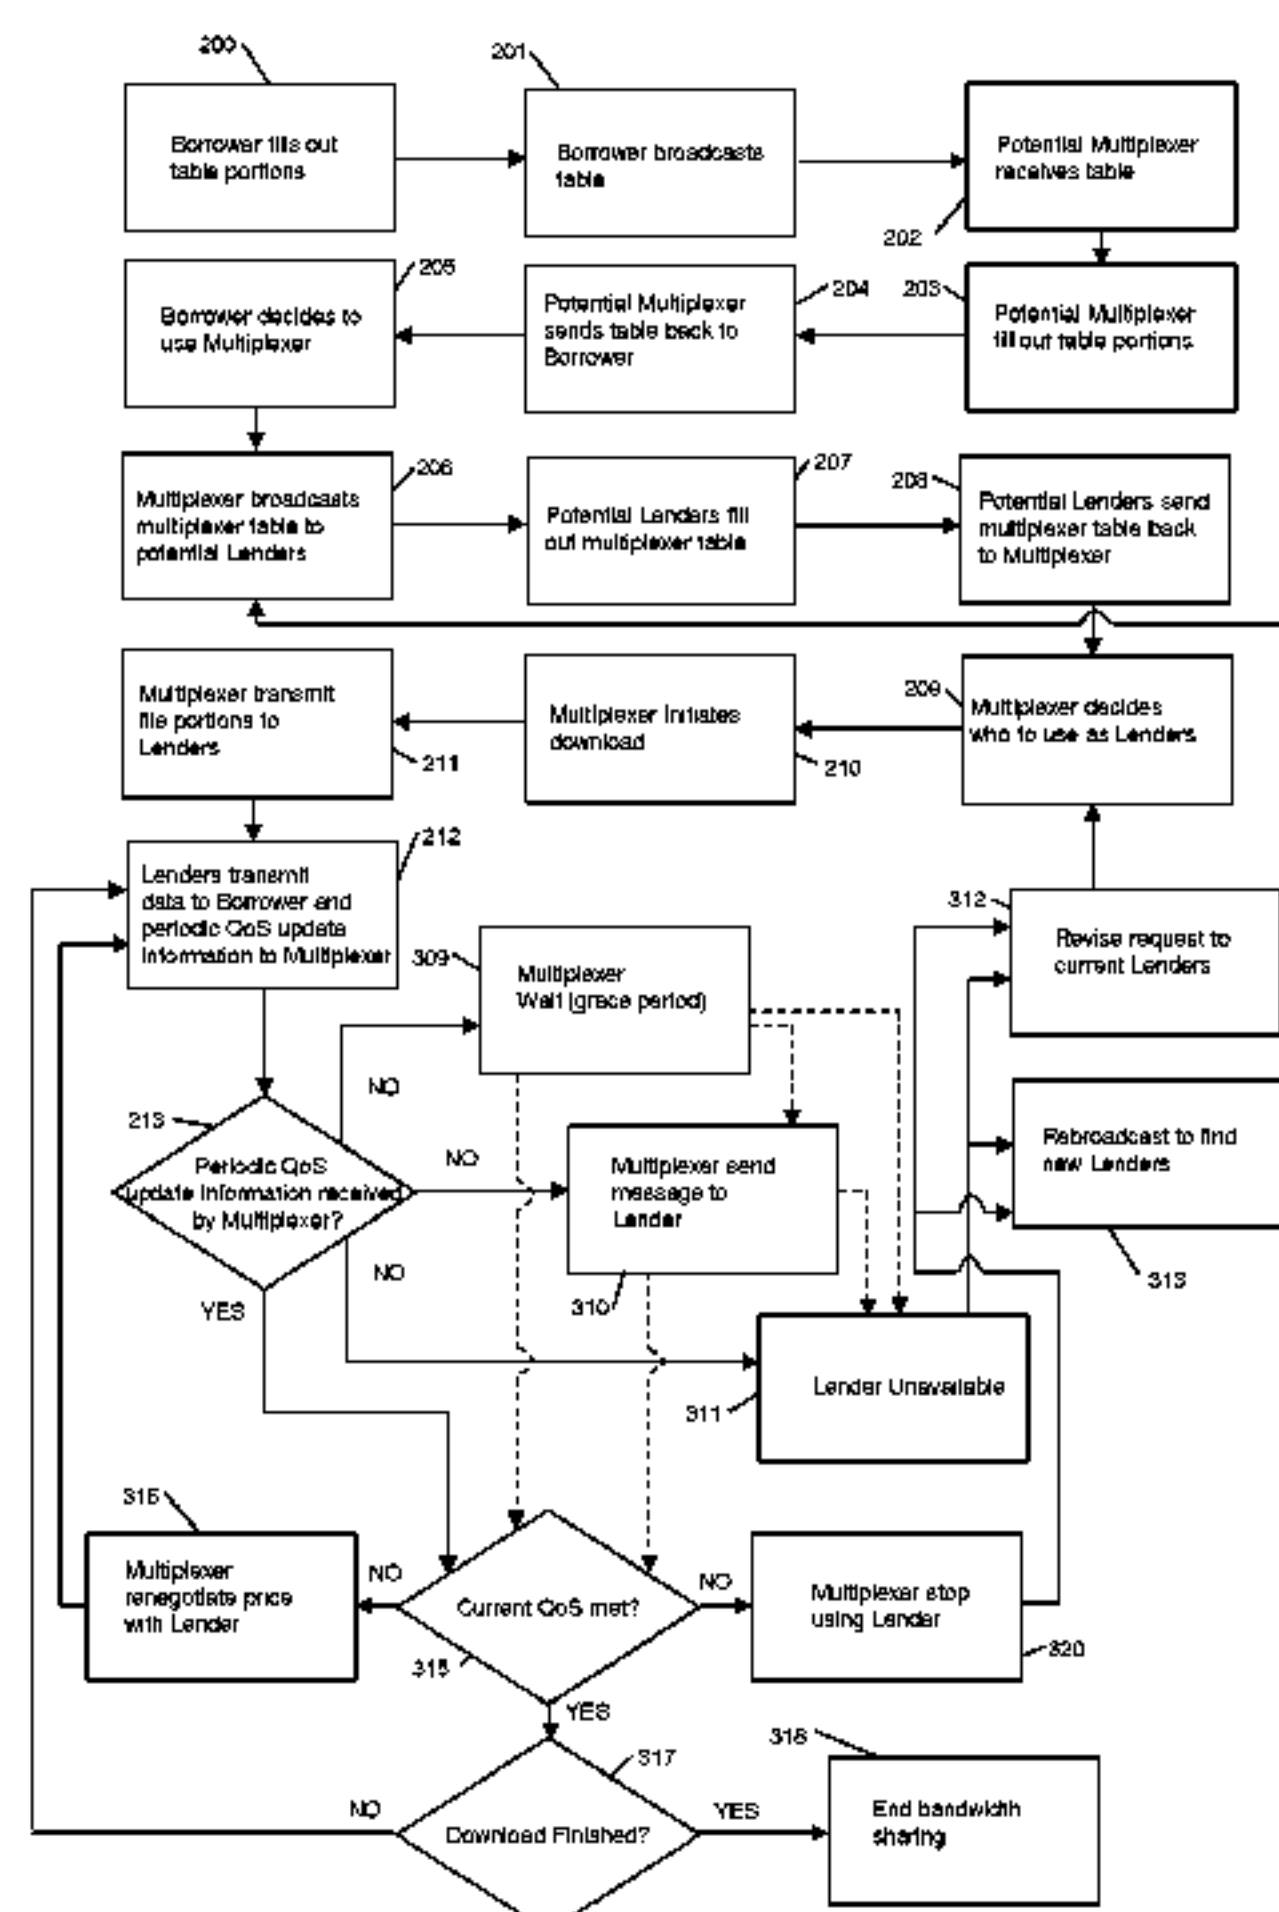 200
201
Borrower fills out
table portions
Borrower broadcasts
table
Potential Multiplexer
receives table
202
205
204
203
Borrower decides to
use Multiplexer
Potential Multiplexer
sends table back to
Borrower
Potential Multiplexer
fill out table portions
206
207
208
Multiplexer broadcasts
multiplexer table to
potential Lenders
Potential Lenders fill
out multiplexer table
Potential Lenders send
multiplexer table back
to Multiplexer
209
Multiplexer transmit
file portions to
Lenders
Multiplexer initiates
download
Multiplexer decides
who to use as Lenders
211
210
212
Lenders transmit
data to Borrower and
periodic QoS update
information to Multiplexer
309
Multiplexer
Wait (grace period)
312
Revise request to
current Lenders
NO
213
Periodic QoS
update information received
by Multiplexer?
NO
Multiplexer send
message to
Lender
Rebroadcast to find
new Lenders
NO
YES
310
313
311
Lender Unavailable
316
Multiplexer
renegotiate price
with Lender
NO
Current QoS met?
NO
Multiplexer stop
using Lender
315
320
YES
317
318
NO
Download Finished?
YES
End bandwidth
sharing